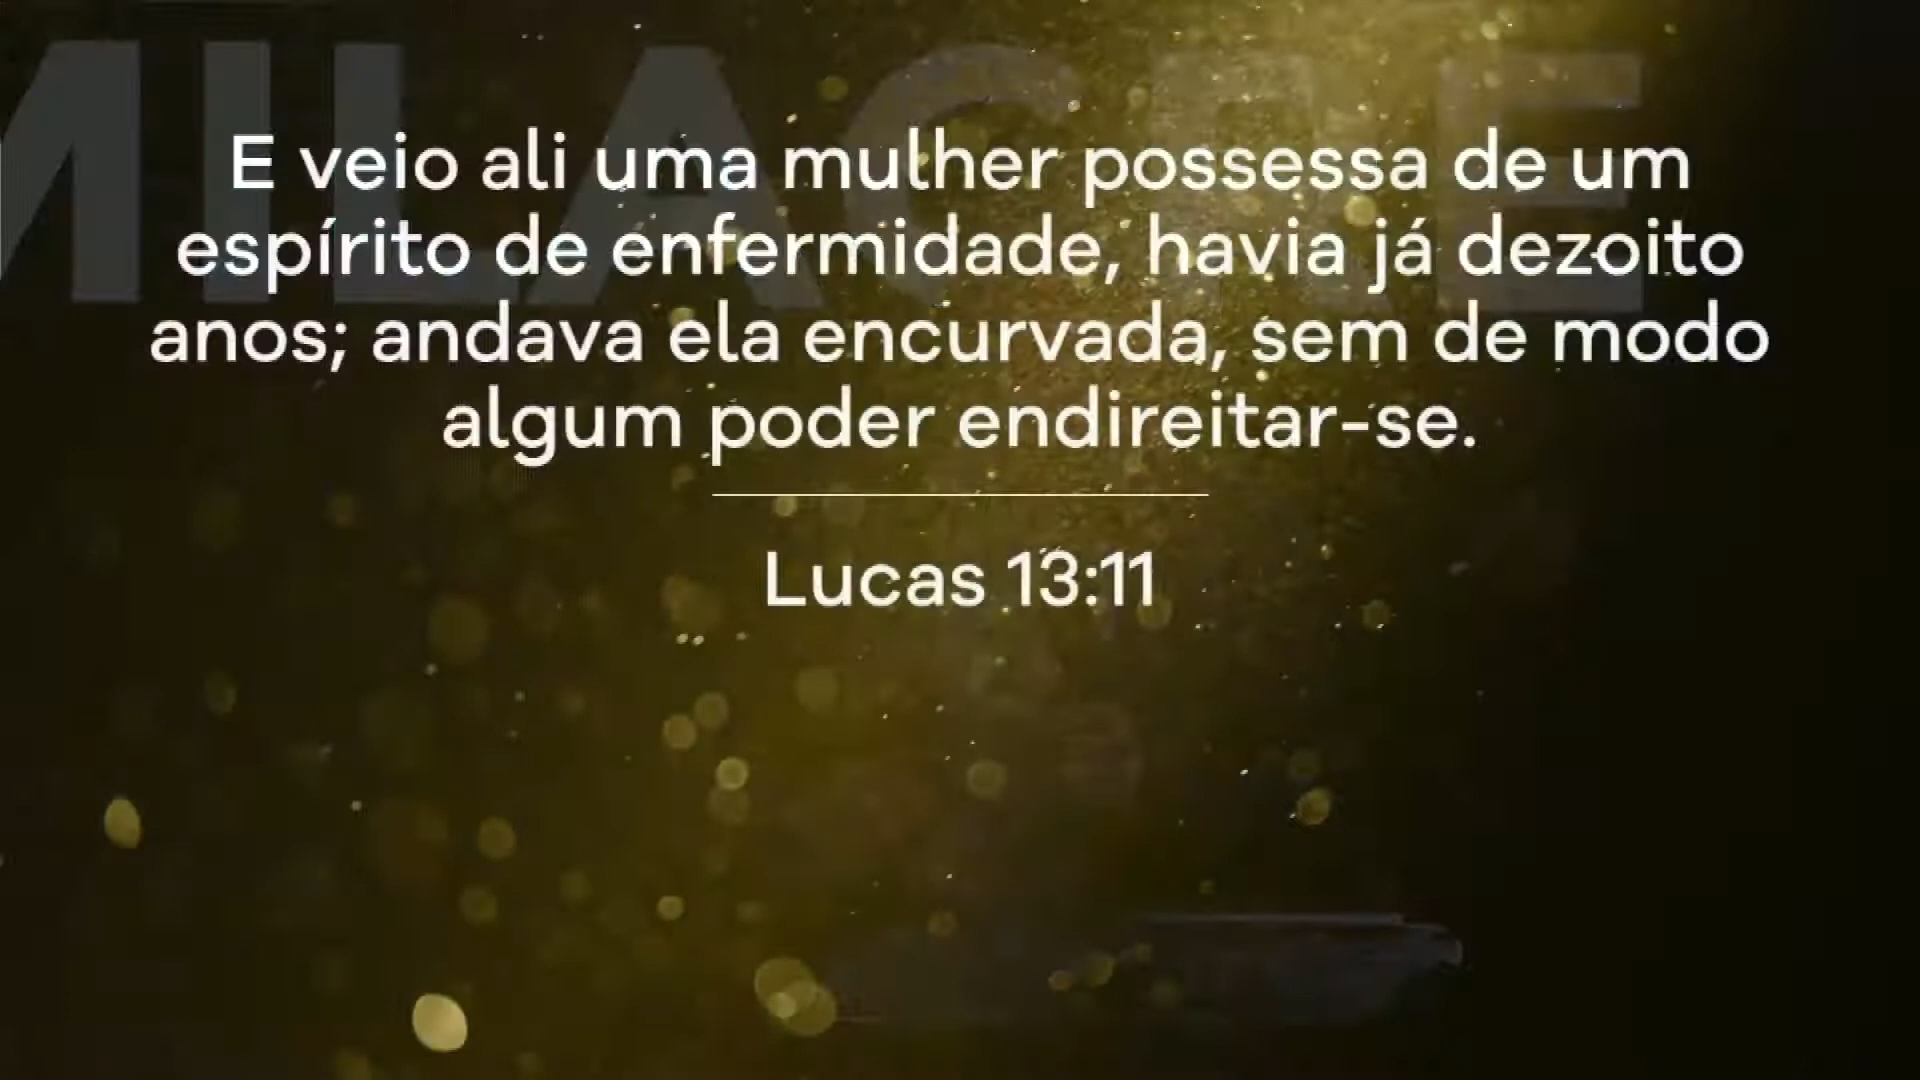 MILAGRE
E veio ali uma mulher possessa de um
espírito de enfermidade, havia já dezoito
anos; andava ela encurvada, sem de modo
algum poder endireitar-se.
Lucas 13:11